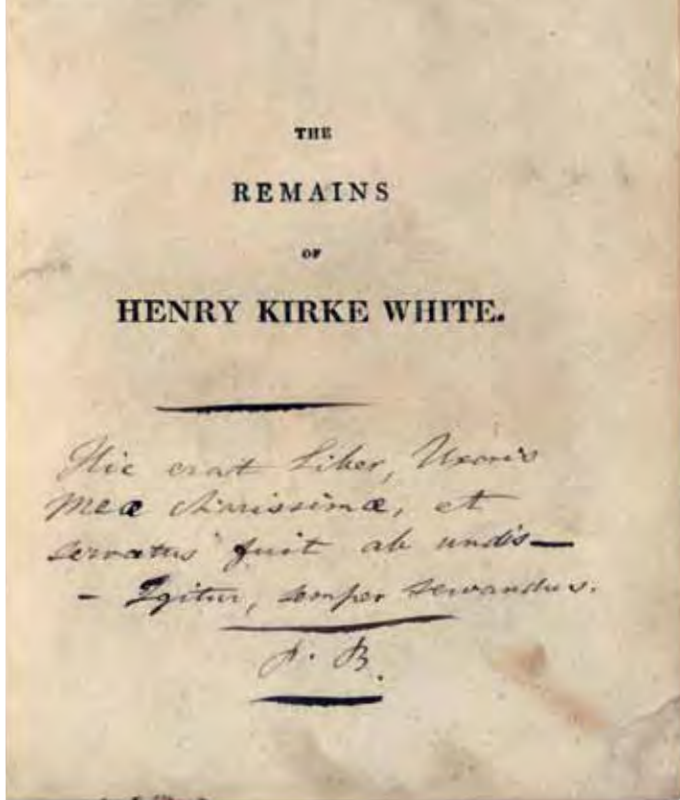 THE
REMAINS
OF
HENRY KIRKE WHITE.
Hic erat Liber, Uxoris
meæ charissimæ, et
servatus fuit ab undis—
– Igitur, semper servandus.
P. B.